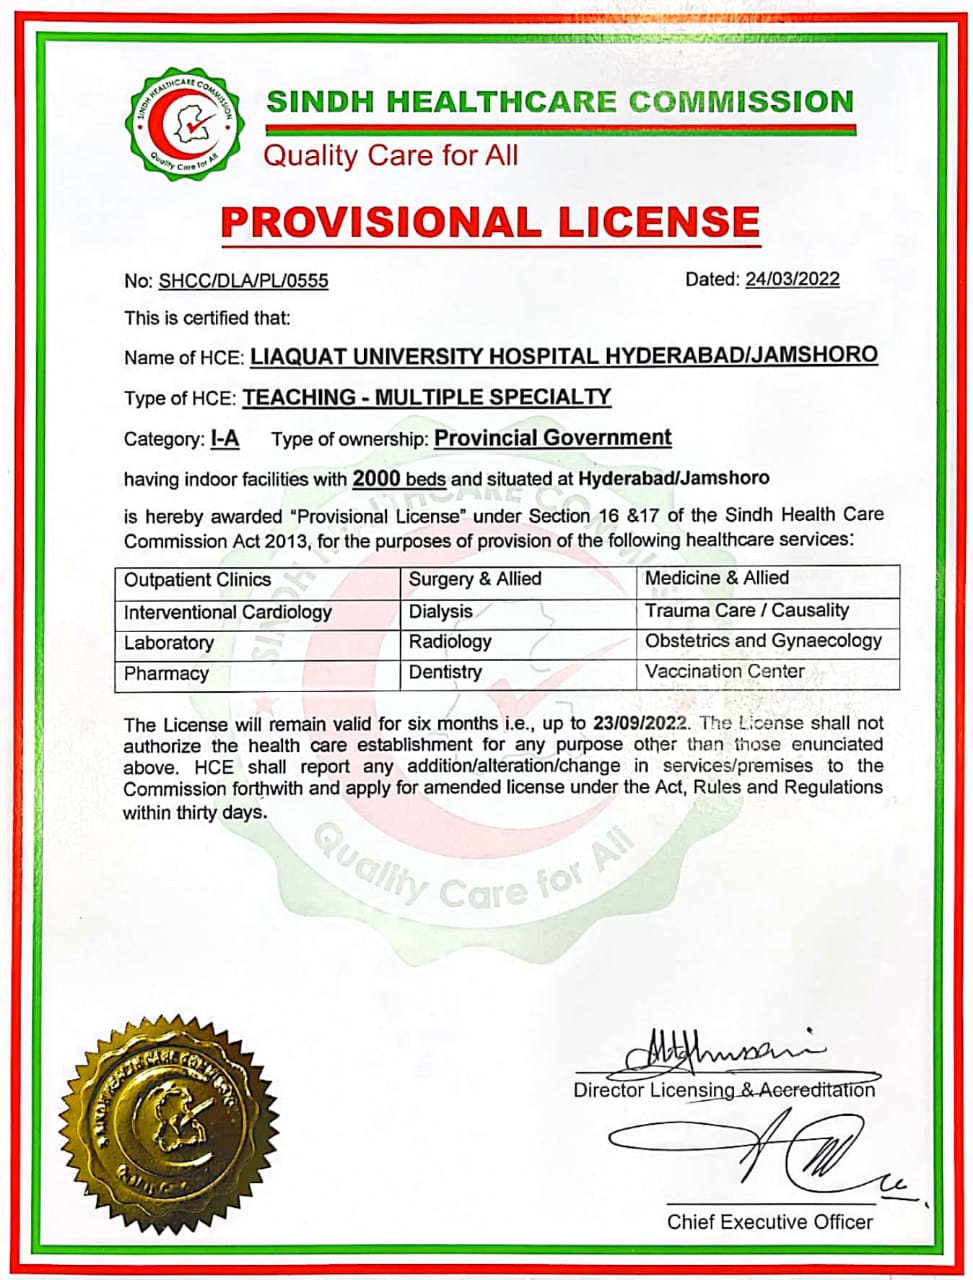 SINDH HEALTHCARE COMMISSION
Quality Care for All
SINDH HEALTHCARE COMMISSION
Quality Care for All
PROVISIONAL LICENSE
No: SHCC/DLA/PL/0555 Dated: 24/03/2022
This is certified that:
Name of HCE: LIAQUAT UNIVERSITY HOSPITAL HYDERABAD/JAMSHORO
Type of HCE: TEACHING - MULTIPLE SPECIALTY
Category: I-A Type of ownership: Provincial Government
having indoor facilities with 2000 beds and situated at Hyderabad/Jamshoro
is hereby awarded “Provisional License” under Section 16 &17 of the Sindh Health Care
Commission Act 2013, for the purposes of provision of the following healthcare services:
Outpatient Clinics Surgery & Allied Medicine & Allied
Interventional Cardiology Dialysis Trauma Care / Causality
Laboratory Radiology Obstetrics and Gynaecology
Pharmacy Dentistry Vaccination Center
The License will remain valid for six months i.e., up to 23/09/2022. The License shall not
authorize the health care establishment for any purpose other than those enunciated
above. HCE shall report any addition/alteration/change in services/premises to the
Commission forthwith and apply for amended license under the Act, Rules and Regulations
within thirty days.
Quality Care for All
Director Licensing & Accreditation
Chief Executive Officer